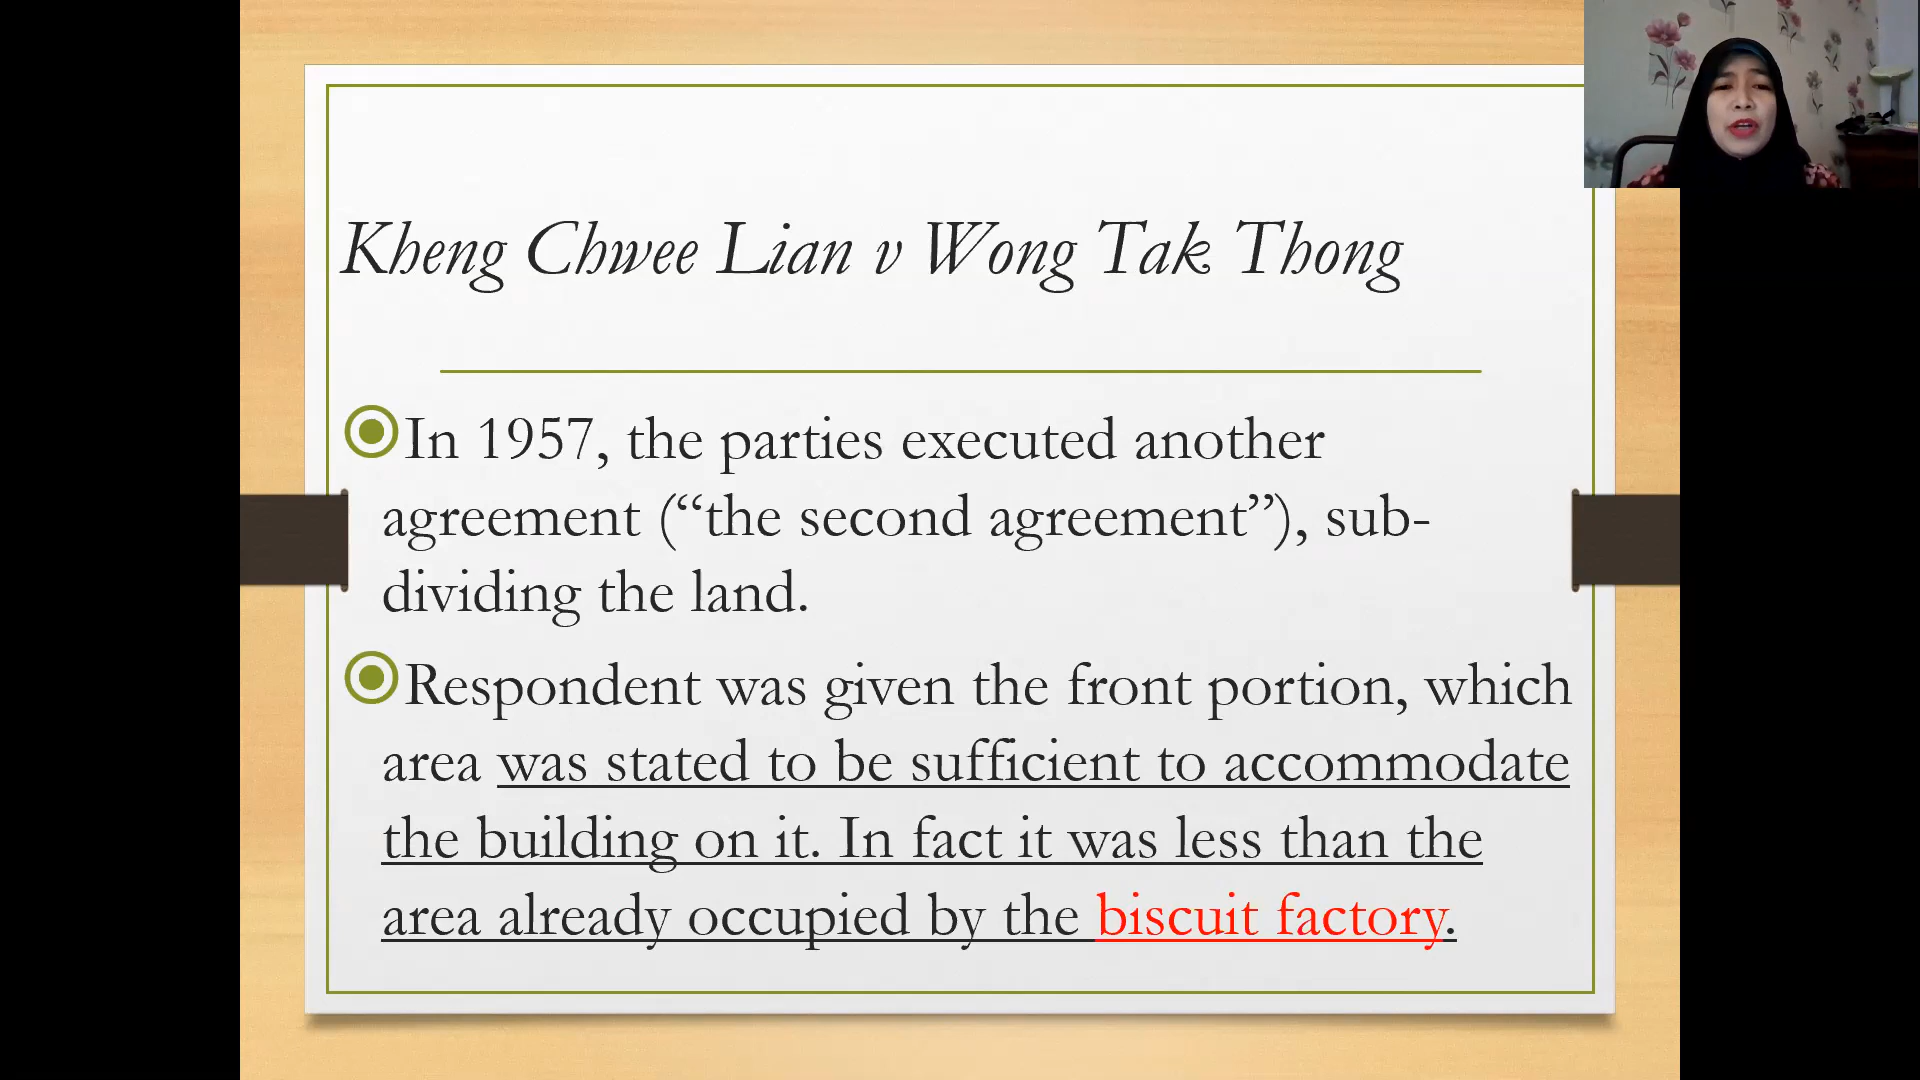 Kheng Chwee Lian v Wong Tak Thong
In 1957, the parties executed another
agreement (“the second agreement”), sub-
dividing the land.
Respondent was given the front portion, which
area was stated to be sufficient to accommodate
the building on it. In fact it was less than the
area already occupied by the biscuit factory.